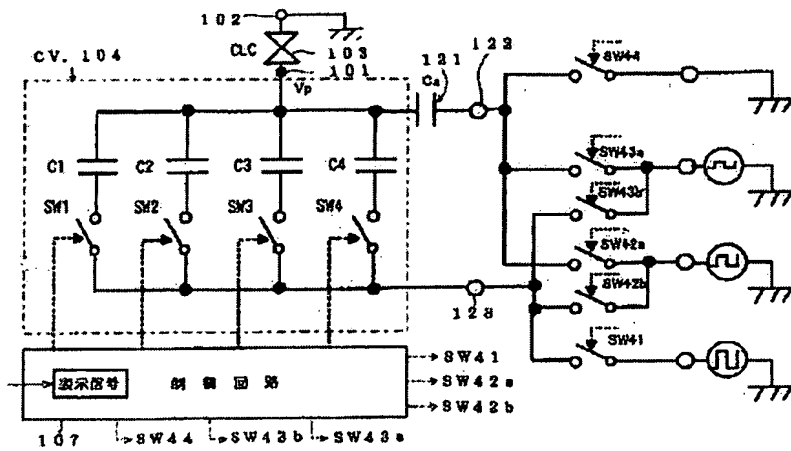 102
CV. 104
CLC
103
101
Vp
121
122
Ca
SW44
C1
C2
C3
C4
SW43a
SW43b
SW1
SW2
SW3
SW4
SW42a
SW42b
123
SW41
表示信号
制御回路
SW41
SW42a
SW42b
107
SW44
SW43b
SW43a